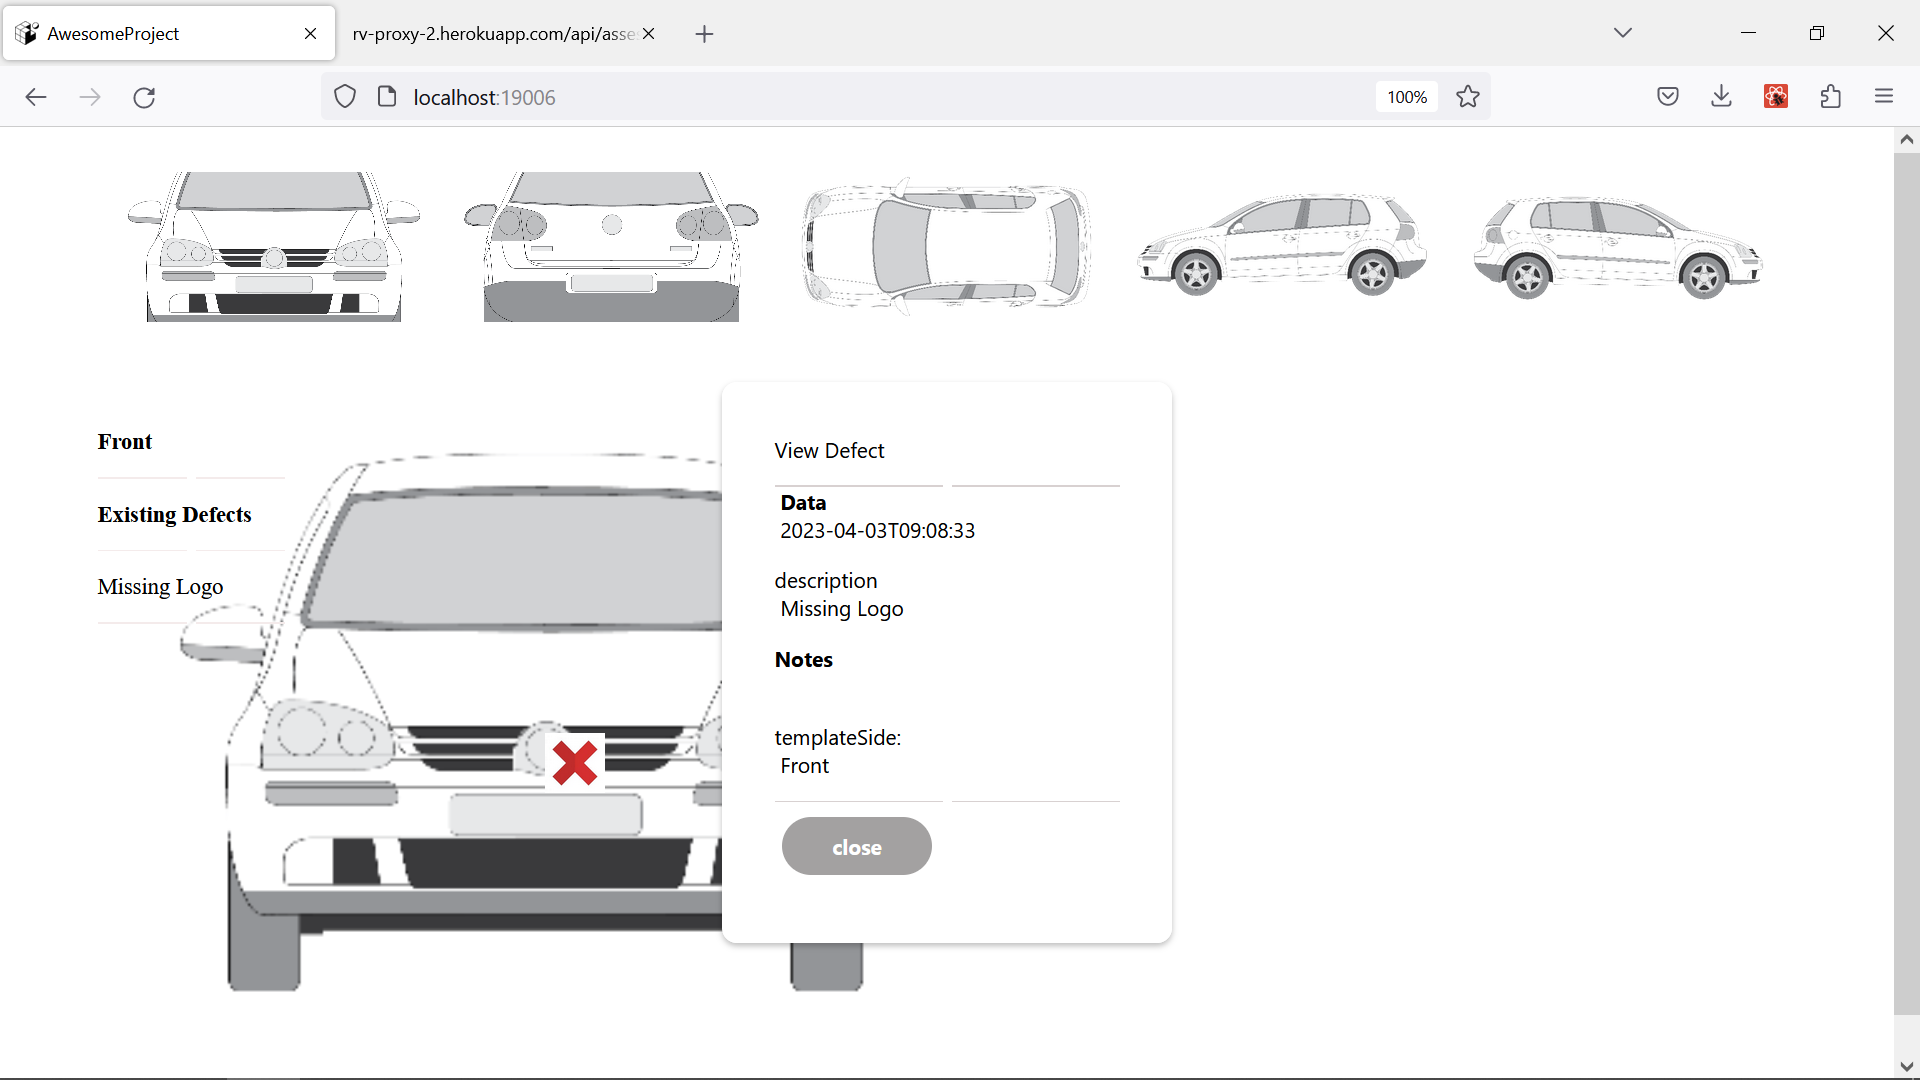 AwesomeProject
rv-proxy-2.herokuapp.com/api/asse
localhost:19006
100%
Front
Existing Defects
Missing Logo
View Defect
Data
2023-04-03T09:08:33
description
Missing Logo
Notes
templateSide:
Front
close